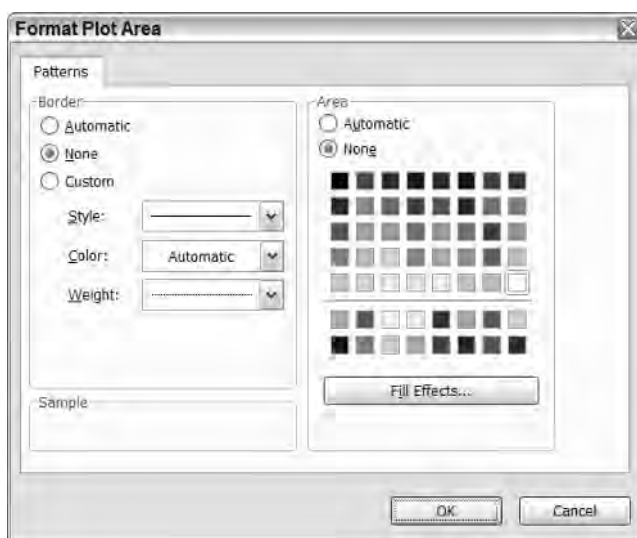 Format Plot Area
Patterns
Border
Automatic
None
Custom
Style:
Color:
Automatic
Weight:
Sample
Area
Automatic
None
Fill Effects...
OK
Cancel